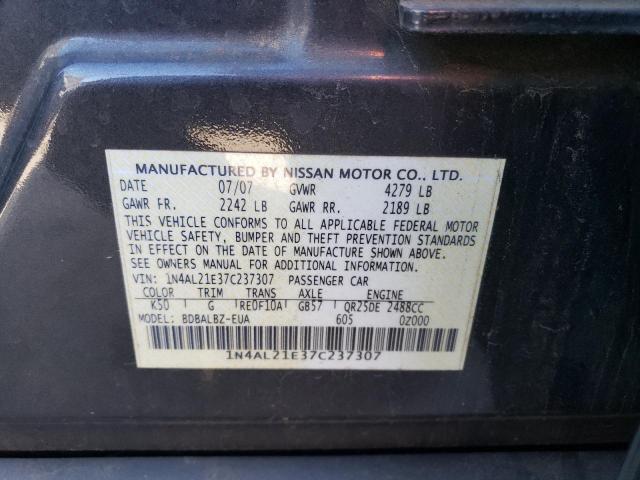 MANUFACTURED BY NISSAN MOTOR CO., LTD.
DATE 07/07 GVWR 4279 LB
GAWR FR. 2242 LB GAWR RR. 2189 LB
THIS VEHICLE CONFORMS TO ALL APPLICABLE FEDERAL MOTOR
VEHICLE SAFETY, BUMPER AND THEFT PREVENTION STANDARDS
IN EFFECT ON THE DATE OF MANUFACTURE SHOWN ABOVE.
SEE OWNERS MANUAL FOR ADDITIONAL INFORMATION.
VIN: 1N4AL21E37C237307 PASSENGER CAR
COLOR TRIM TRANS AXLE ENGINE
K50 G RE0F10A GB57 QR25DE 2488CC
MODEL: BDBALBZ-EUA 605 0Z000
1N4AL21E37C237307